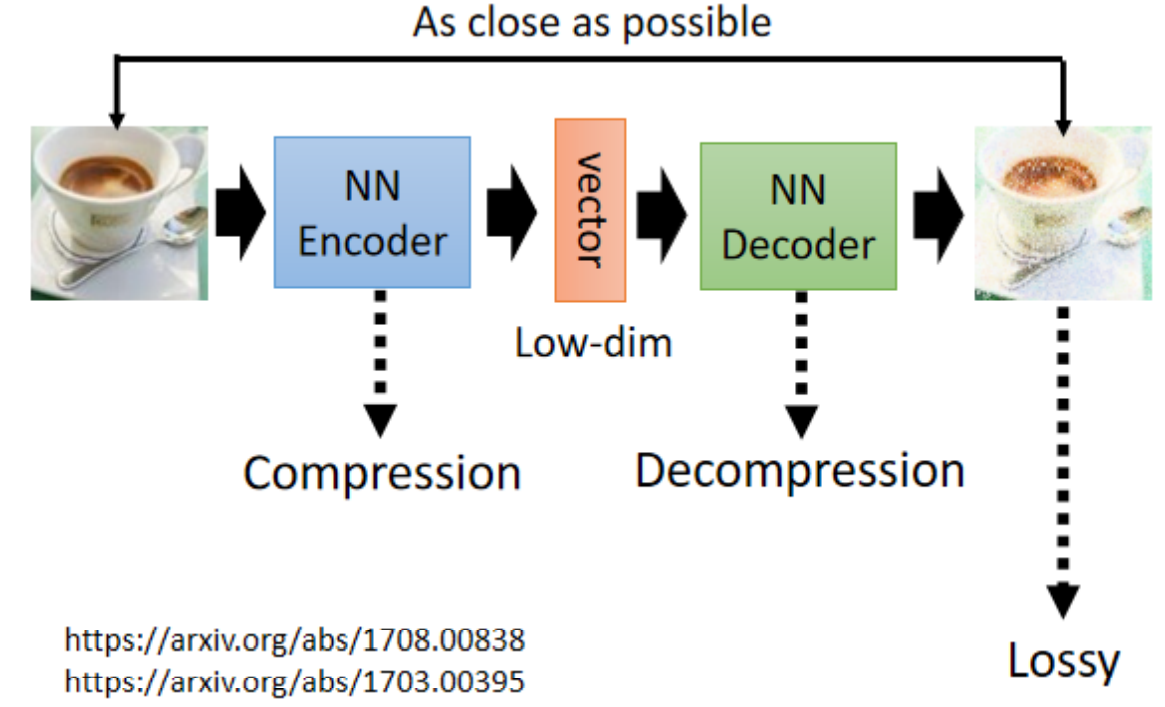 As close as possible
NN
Encoder
vector
NN
Decoder
Low-dim
Compression
Decompression
Lossy
https://arxiv.org/abs/1708.00838
https://arxiv.org/abs/1703.00395